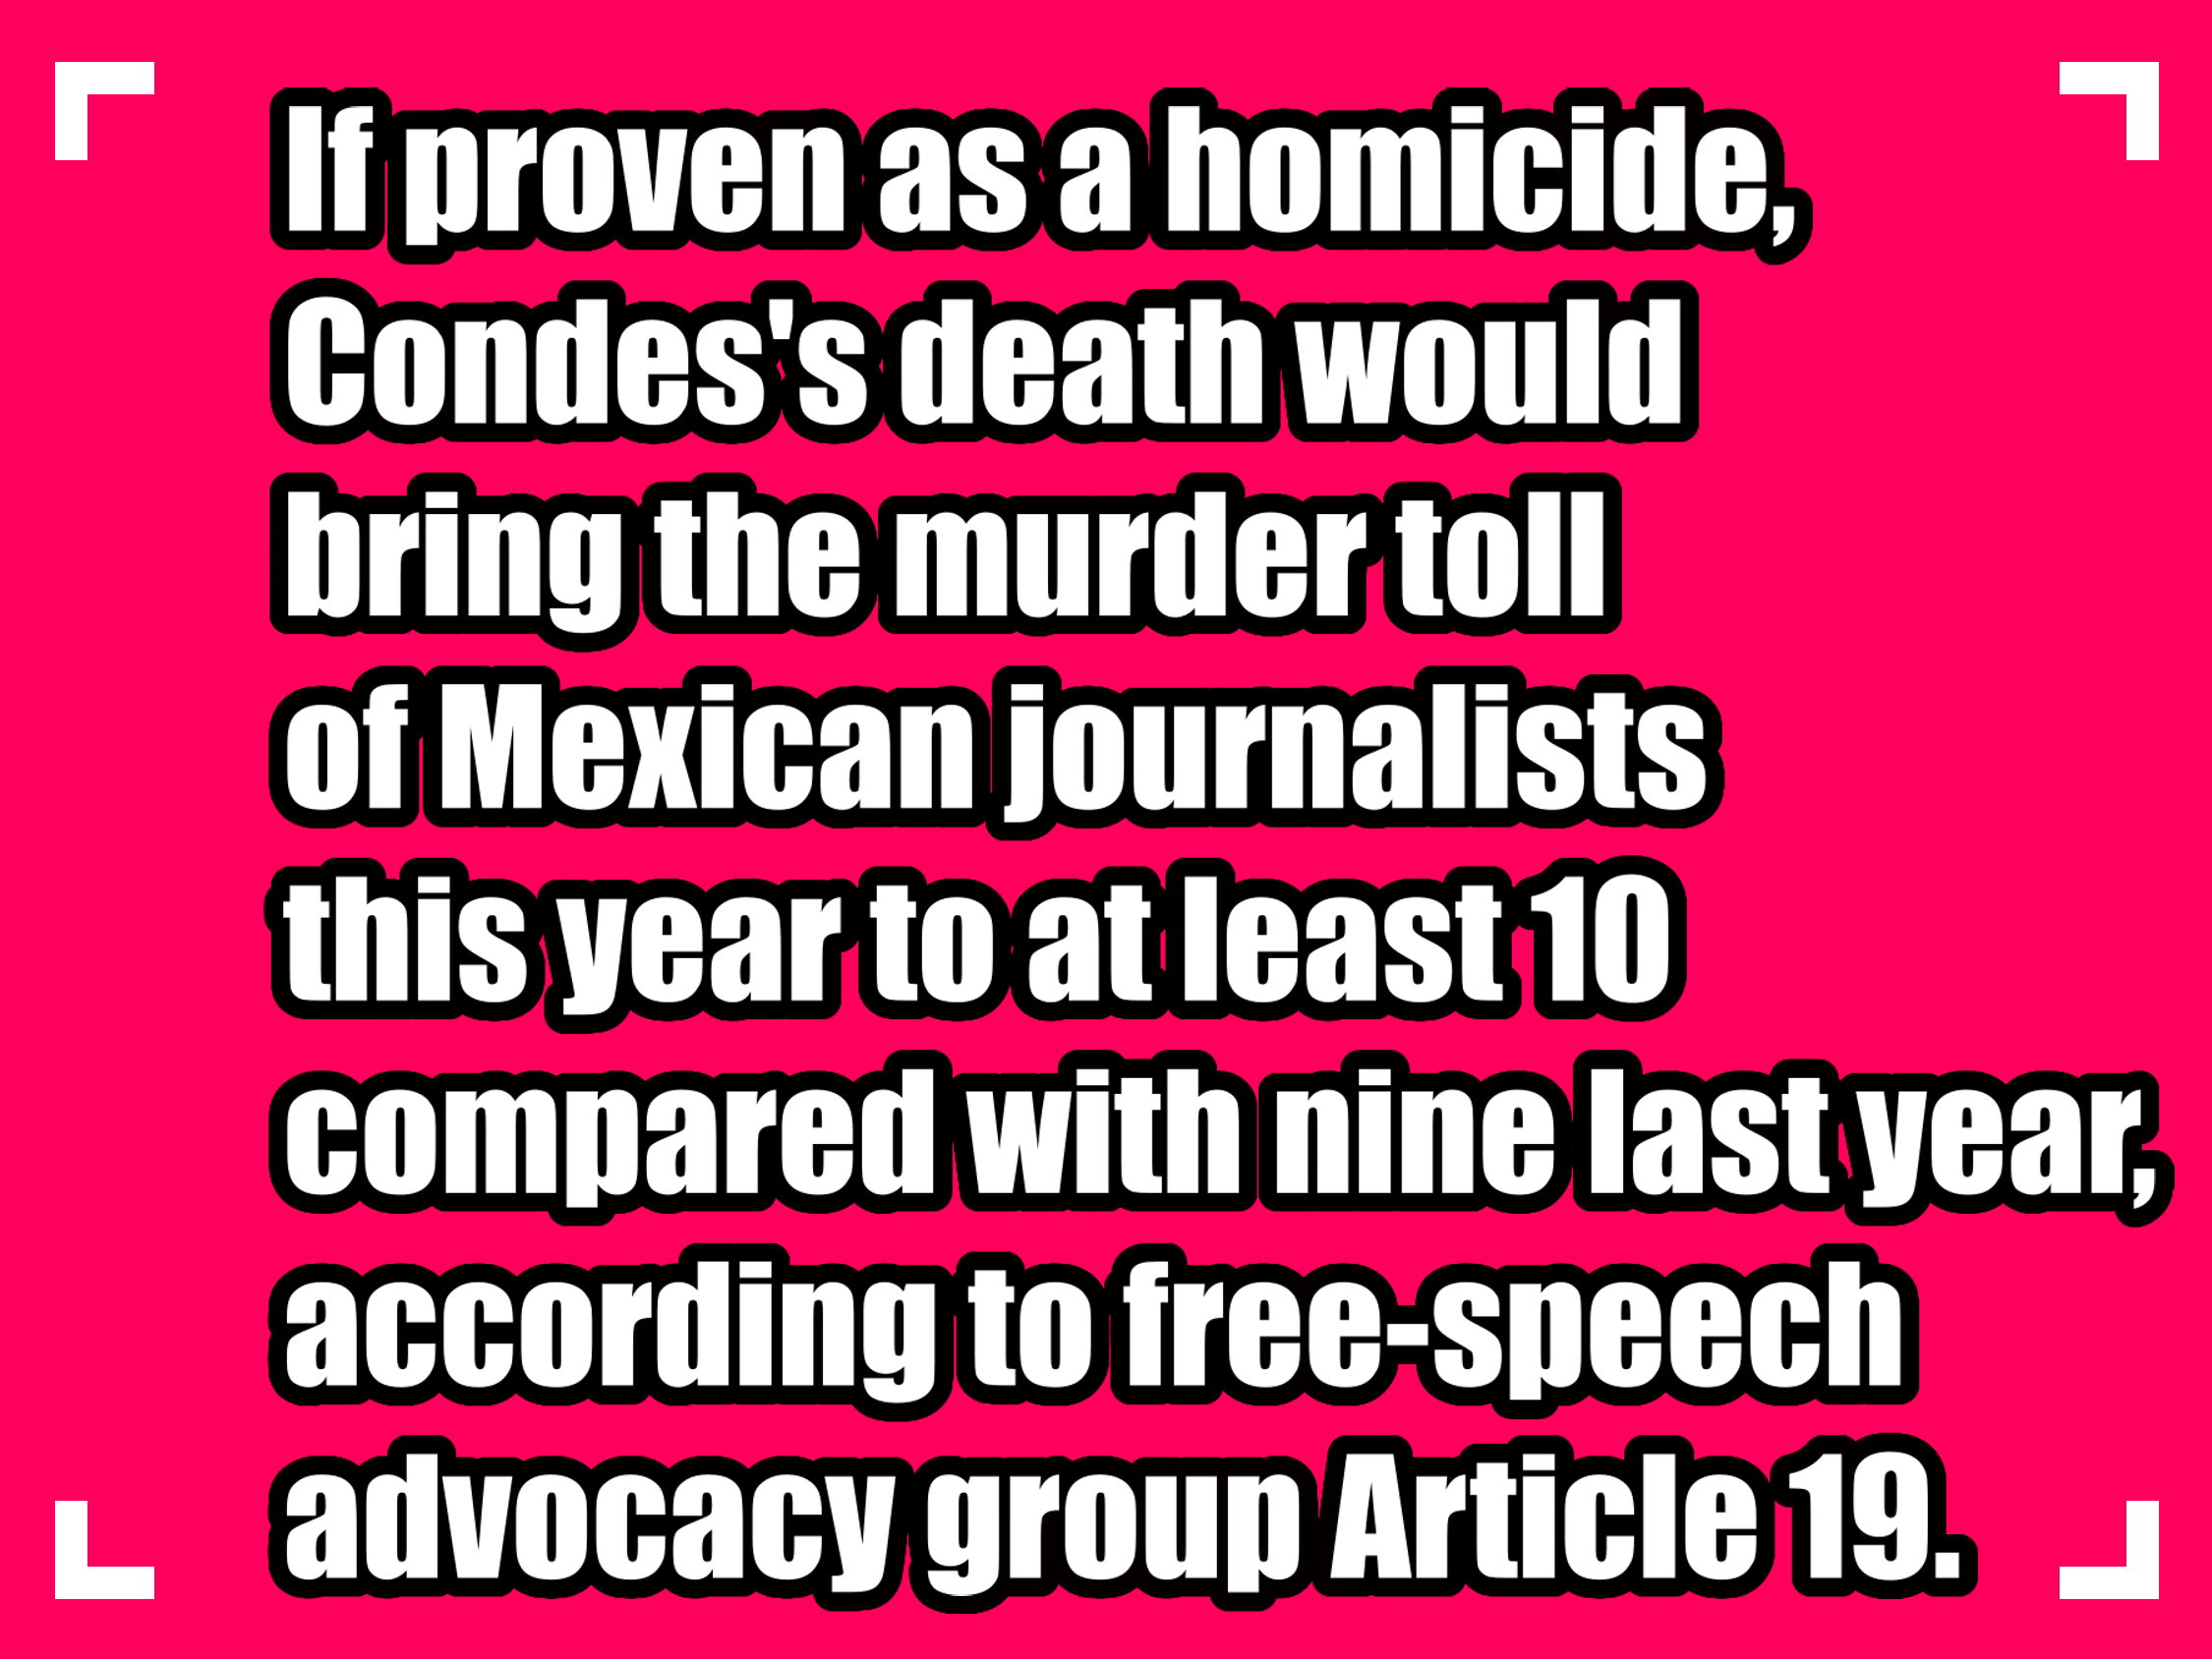 If proven as a homicide,
Condes's death would
bring the murder toll
of Mexican journalists
this year to at least 10
compared with nine last year,
according to free-speech
advocacy group Article 19.